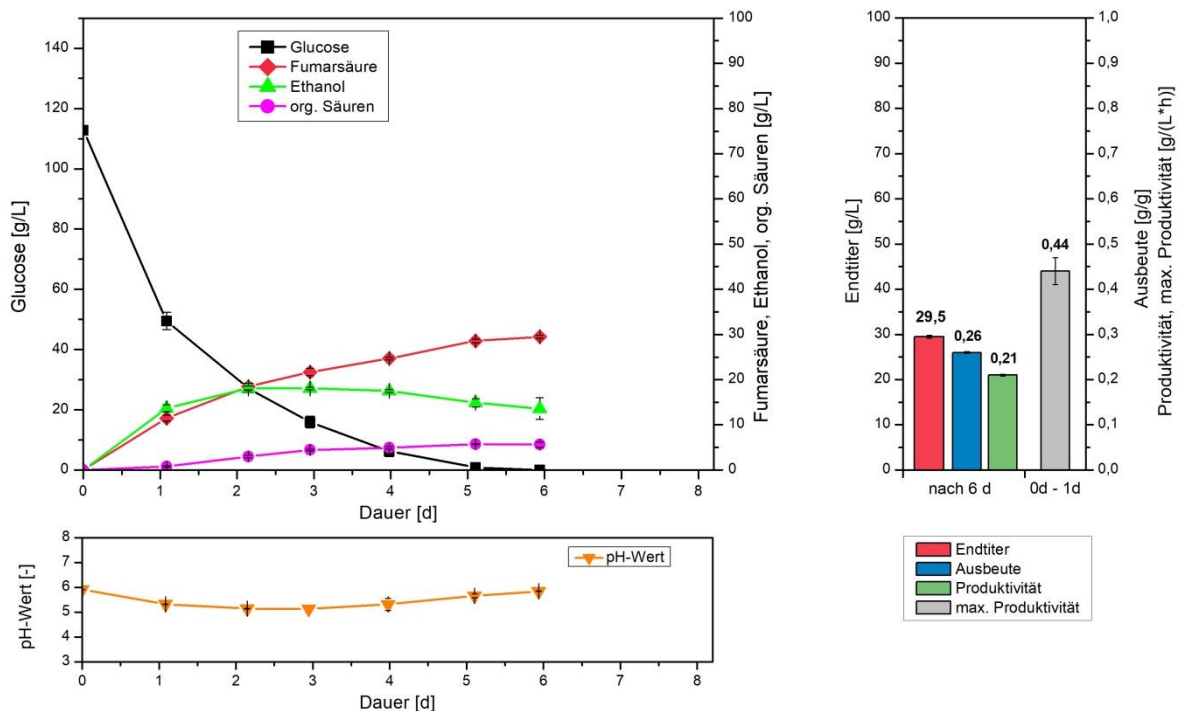 Glucose
Fumarsäure
Ethanol
org. Säuren
140
120
100
80
60
40
20
0
Glucose [g/L]
100
90
80
70
60
50
40
30
20
10
0
Fumarsäure, Ethanol, org. Säuren [g/L]
0 1 2 3 4 5 6 7 8
Dauer [d]
pH-Wert
8
7
6
5
4
3
pH-Wert [-]
0 1 2 3 4 5 6 7 8
Dauer [d]
100
90
80
70
60
50
40
30
20
10
0
Endtiter [g/L]
29,5
0,26
0,21
0,44
1,0
0,9
0,8
0,7
0,6
0,5
0,4
0,3
0,2
0,1
0,0
Ausbeute [g/g]
Produktivität, max. Produktivität [g/(L*h)]
nach 6 d 0d - 1d
Endtiter
Ausbeute
Produktivität
max. Produktivität